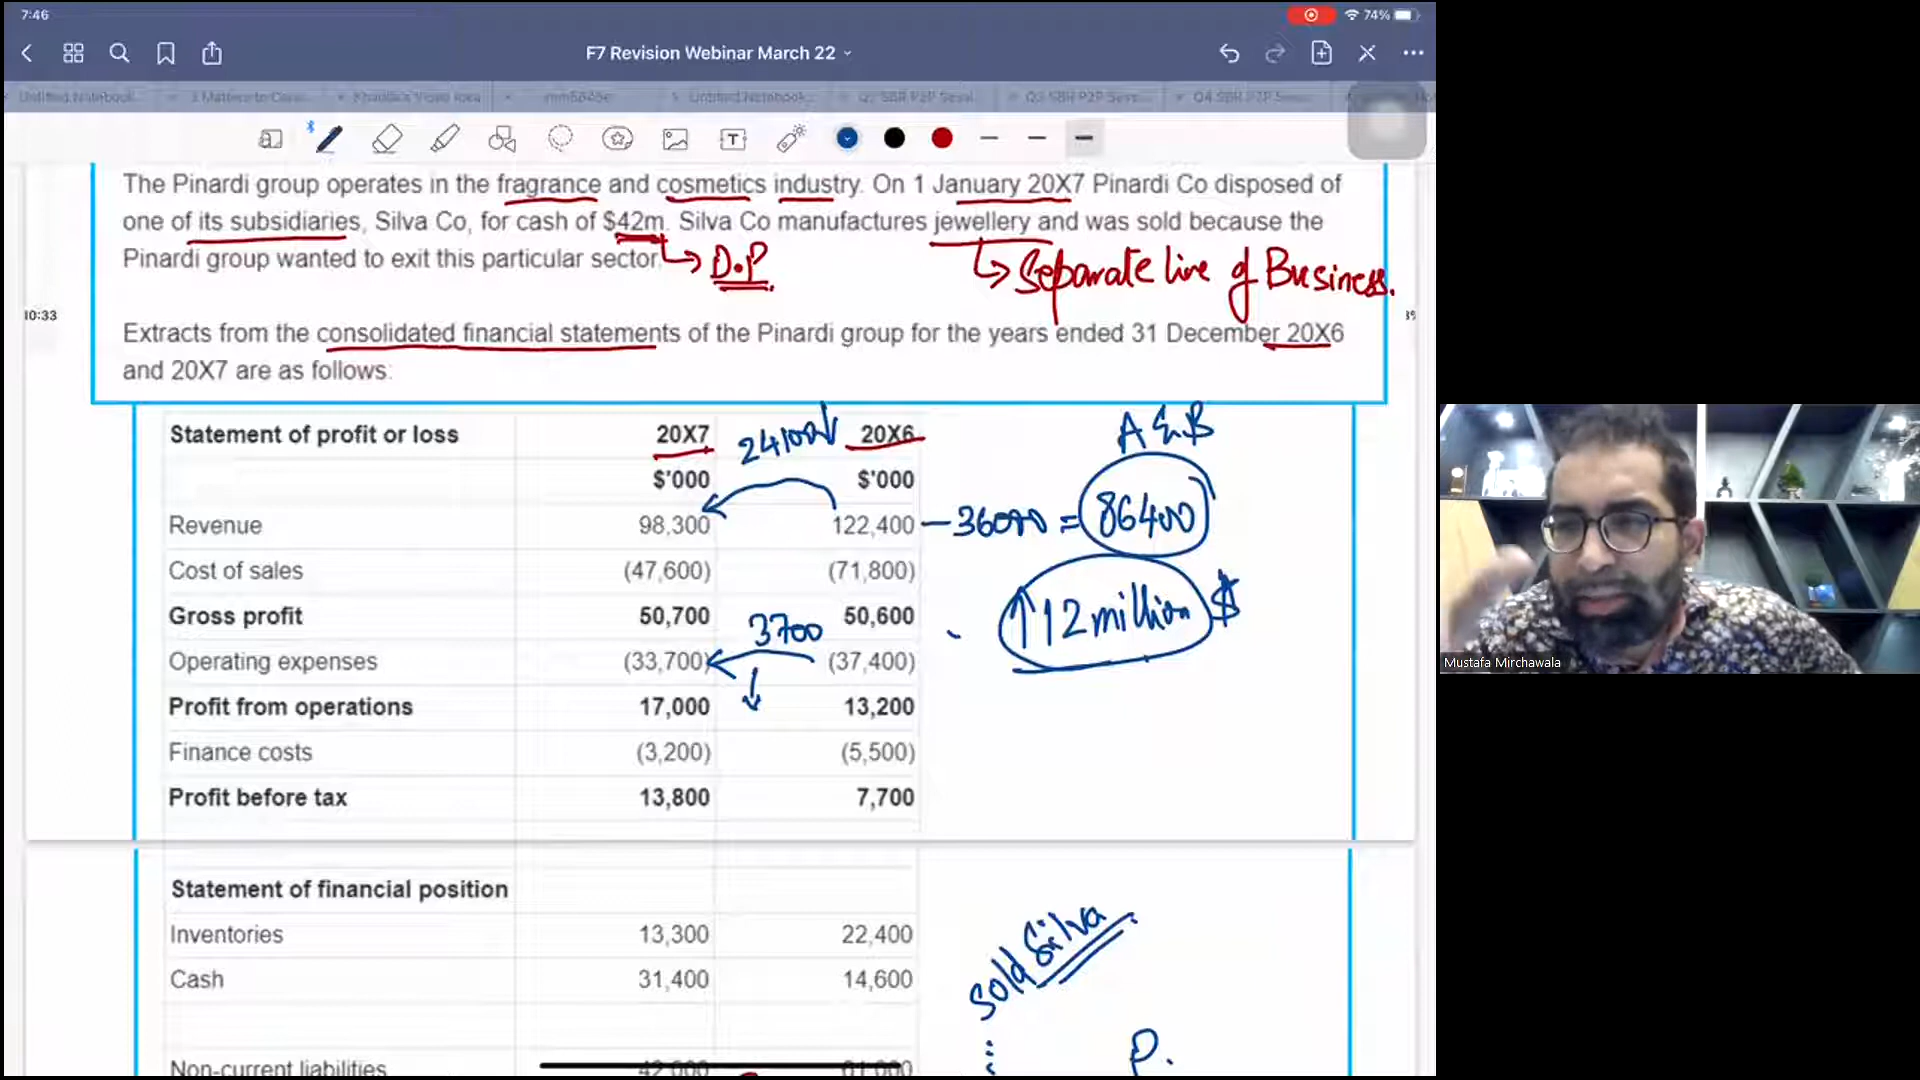 7:46
74%
F7 Revision Webinar March 22
T
The Pinardi group operates in the fragrance and cosmetics industry. On 1 January 20X7 Pinardi Co disposed of
one of its subsidiaries, Silva Co, for cash of $42m. Silva Co manufactures jewellery and was sold because the
Pinardi group wanted to exit this particular sector.
D.P
Separate line of Business.
10:33
Extracts from the consolidated financial statements of the Pinardi group for the years ended 31 December 20X6
and 20X7 are as follows:
Statement of profit or loss 20X7 24100 20X6 A & B
$'000 $'000
Revenue 98,300 122,400 - 36000 = 86400
Cost of sales (47,600) (71,800)
↑12 million $
Gross profit 50,700 3700 50,600
Operating expenses (33,700) (37,400)
Profit from operations 17,000 13,200
Finance costs (3,200) (5,500)
Profit before tax 13,800 7,700
Statement of financial position
Inventories 13,300 22,400
Cash 31,400 14,600
sold Silva
P.
Non-current liabilities
Mustafa Mirchawala